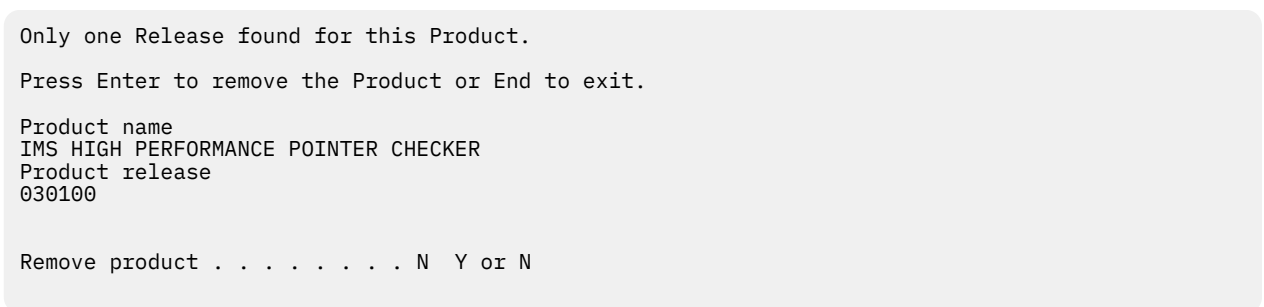 Only one Release found for this Product.
Press Enter to remove the Product or End to exit.
Product name
IMS HIGH PERFORMANCE POINTER CHECKER
Product release
030100
Remove product . . . . . . . . N  Y or N